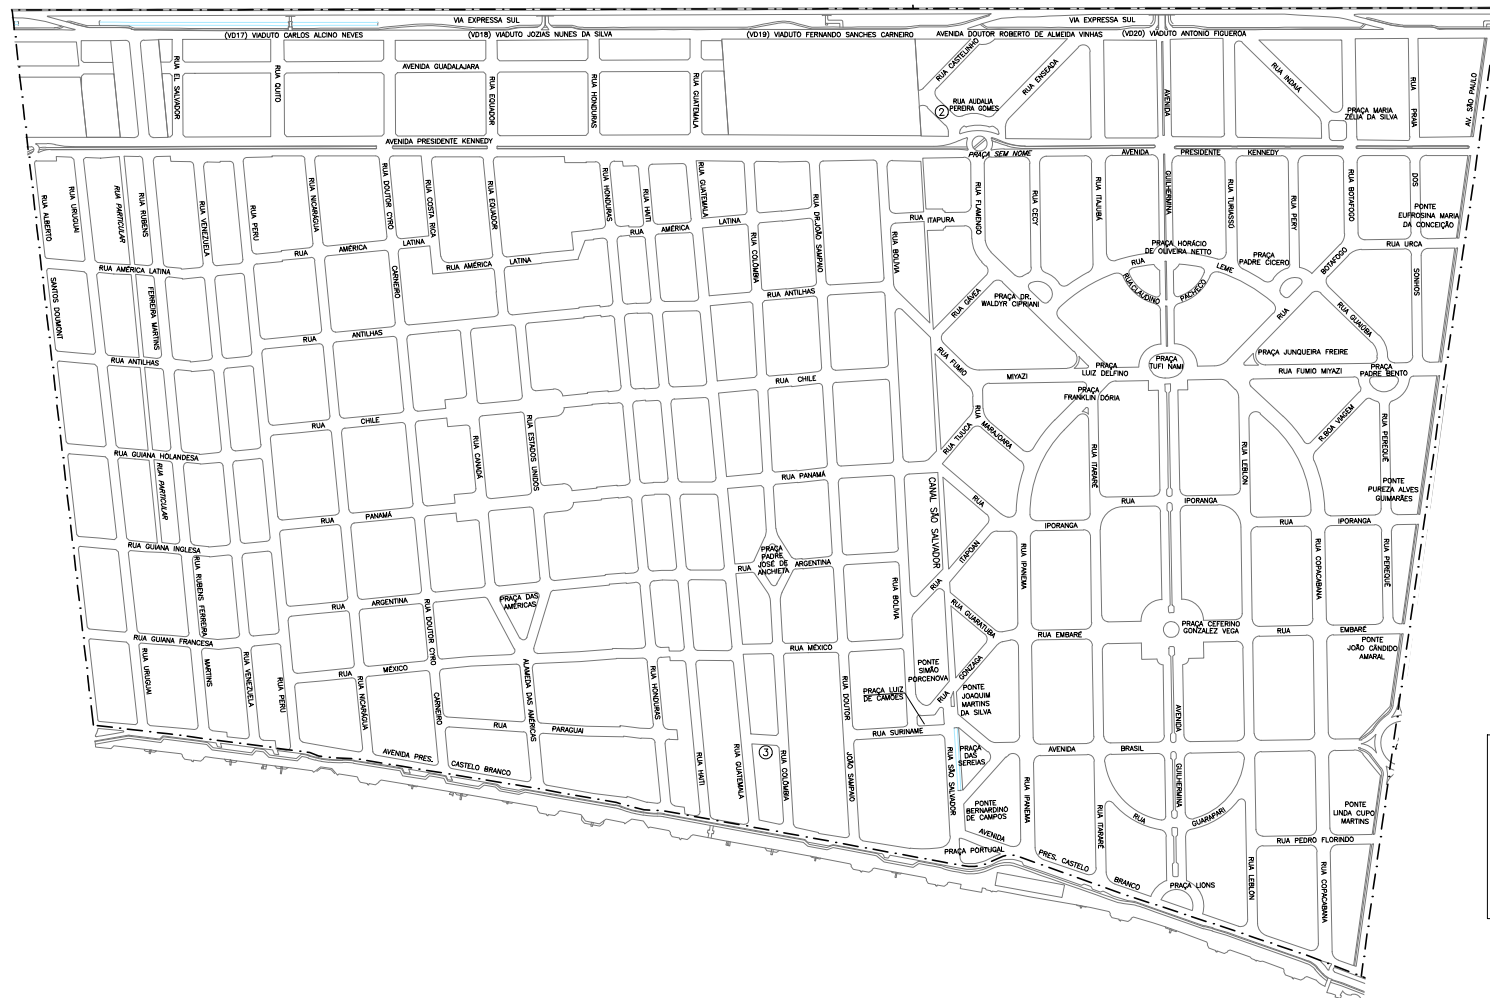 VIA EXPRESSA SUL
VIA EXPRESSA SUL
(VD17) VIADUTO CARLOS ALCINO NEVES
(VD18) VIADUTO JOZIAS NUNES DA SILVA
(VD19) VIADUTO FERNANDO SANCHES CARNEIRO
AVENIDA DOUTOR ROBERTO DE ALMEIDA VINHAS
(VD20) VIADUTO ANTONIO FIGUEROA
RUA EL SALVADOR
RUA QUITO
AVENIDA GUADALAJARA
RUA EQUADOR
RUA HONDURAS
RUA GUATEMALA
RUA CASTELINHO
RUA ENSEADA
RUA AUDALIA
PEREIRA GOMES
2
AVENIDA
RUA INDAIÁ
PRAÇA MARIA
ZÉLIA DA SILVA
RUA PRAIA
AV. SÃO PAULO
AVENIDA PRESIDENTE KENNEDY
PRAÇA SEM NOME
AVENIDA
PRESIDENTE
KENNEDY
RUA ALBERTO
RUA URUGUAI
RUA PARTICULAR
RUA RUBENS
RUA VENEZUELA
RUA PERU
RUA NICARÁGUA
RUA DOUTOR CYRO
RUA COSTA RICA
RUA EQUADOR
RUA HONDURAS
RUA HAITI
RUA GUATEMALA
RUA DR.JOÃO SAMPAIO
RUA FLAMENGO
RUA CECY
RUA ITAJUBA
GUILHERMINA
RUA TURIASSÚ
RUA PERY
RUA BOTAFOGO
DOS
PONTE
EUFROSINA MARIA
DA CONCEIÇÃO
RUA ITAPURA
LATINA
RUA
AMÉRICA
RUA COLÔMBIA
RUA BOLÍVIA
RUA
AMÉRICA
LATINA
RUA AMÉRICA
LATINA
RUA AMÉRICA LATINA
PRAÇA HORÁCIO
DE OLIVEIRA NETTO
RUA
LEME
PRAÇA
PADRE CICERO
BOTAFOGO
RUA URCA
SANTOS DOUMONT
FERREIRA MARTINS
CARNEIRO
RUA ANTILHAS
RUA GÁVEA
PRAÇA DR.
WALDYR CIPRIANI
RUA CLAUDINO
PACHECO
RUA
RUA GUAIÚBA
SONHOS
RUA
ANTILHAS
RUA ANTILHAS
RUA FUMIO
MIYAZI
PRAÇA
LUIZ DELFINO
PRAÇA
TUFI NAMI
PRAÇA JUNQUEIRA FREIRE
RUA FUMIO MIYAZI
PRAÇA
PADRE BENTO
RUA CHILE
PRAÇA
FRANKLIN DÓRIA
RUA
CHILE
RUA CANADÁ
RUA ESTADOS UNIDOS
RUA TIJUCA
RUA
MARAJOARA
RUA ITARARÉ
RUA LEBLON
R.BOA VIAGEM
RUA PEREQUÊ
RUA GUIANA HOLANDESA
RUA PARTICULAR
RUA PANAMÁ
CANAL SÃO SALVADOR
RUA
IPORANGA
PONTE
PUREZA ALVES
GUIMARÃES
RUA
PANAMÁ
RUA
IPORANGA
RUA
IPORANGA
RUA GUIANA INGLESA
PRAÇA
PADRE
JOSÉ DE
ANCHIETA
RUA
ARGENTINA
RUA
ITAPOAN
RUA IPANEMA
RUA COPACABANA
RUA PEREQUÊ
RUA RUBENS FERREIRA
RUA BOLÍVIA
RUA
ARGENTINA
RUA DOUTOR CYRO
PRAÇA DAS
AMÉRICAS
RUA GUARATUBA
PRAÇA CEFERINO
GONZALEZ VEGA
RUA
EMBARÉ
RUA EMBARÉ
RUA GUIANA FRANCESA
RUA MÉXICO
PONTE
JOÃO CÂNDIDO
AMARAL
RUA
MÉXICO
RUA URUGUAI
MARTINS
RUA VENEZUELA
RUA PERU
RUA NICARÁGUA
CARNEIRO
ALAMEDA DAS AMÉRICAS
RUA HONDURAS
RUA DOUTOR
PONTE
SIMÃO
PORCENOVA
RUA
GONZAGA
PRAÇA LUIZ
DE CAMÕES
PONTE
JOAQUIM
MARTINS
DA SILVA
AVENIDA
RUA
PARAGUAI
RUA SURINAME
AVENIDA PRES.
CASTELO BRANCO
RUA HAITI
RUA GUATEMALA
3
RUA COLÔMBIA
JOÃO SAMPAIO
RUA SÃO SALVADOR
PRAÇA
DAS
SEREIAS
AVENIDA
BRASIL
GUILHERMINA
RUA IPANEMA
PONTE
BERNARDINO
DE CAMPOS
RUA ITARARÉ
RUA
GUARAPARI
PONTE
LINDA CUPO
MARTINS
AVENIDA
PRAÇA PORTUGAL
PRES. CASTELO
BRANCO
PRAÇA LIONS
RUA LEBLON
RUA PEDRO FLORINDO
RUA COPACABANA